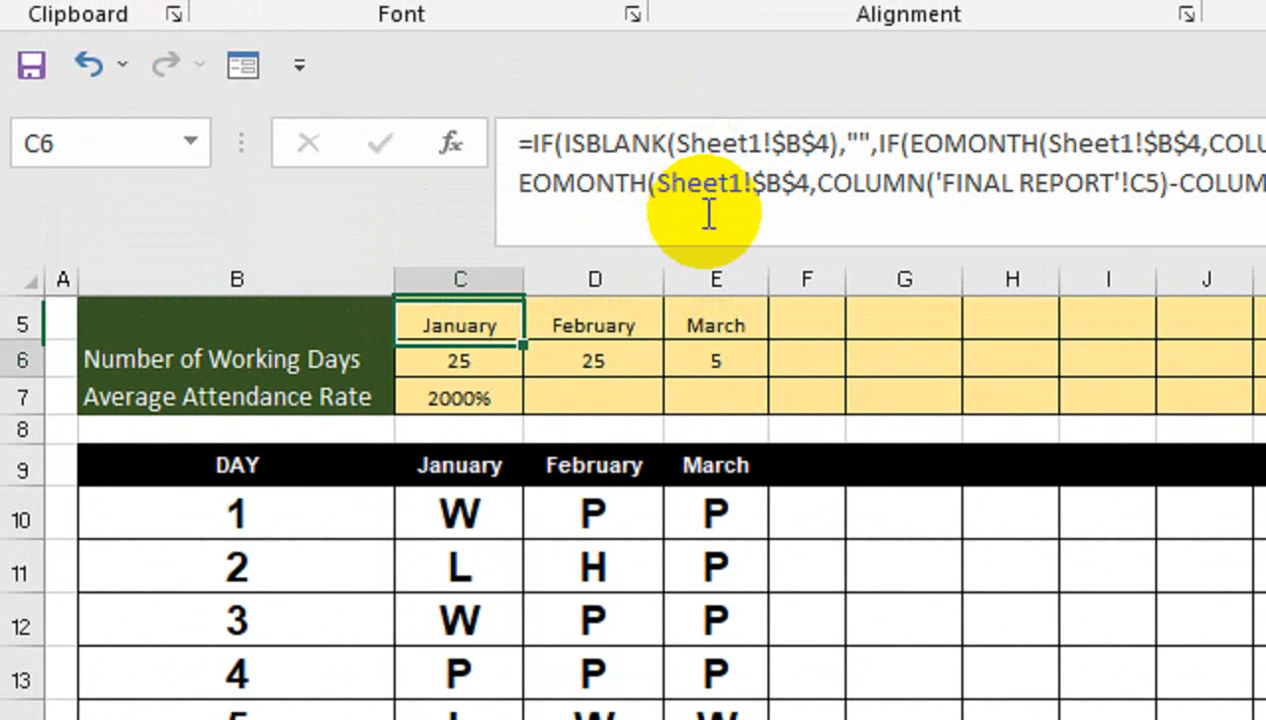 Clipboard Font Alignment
C6 fx =IF(ISBLANK(Sheet1!$B$4),"",IF(EOMONTH(Sheet1!$B$4,COLU
EOMONTH(Sheet1!$B$4,COLUMN('FINAL REPORT'!C5)-COLUM
A B C D E F G H I J
5 January February March
6 Number of Working Days 25 25 5
7 Average Attendance Rate 2000%
8
9 DAY January February March
10 1 W P P
11 2 L H P
12 3 W P P
13 4 P P P